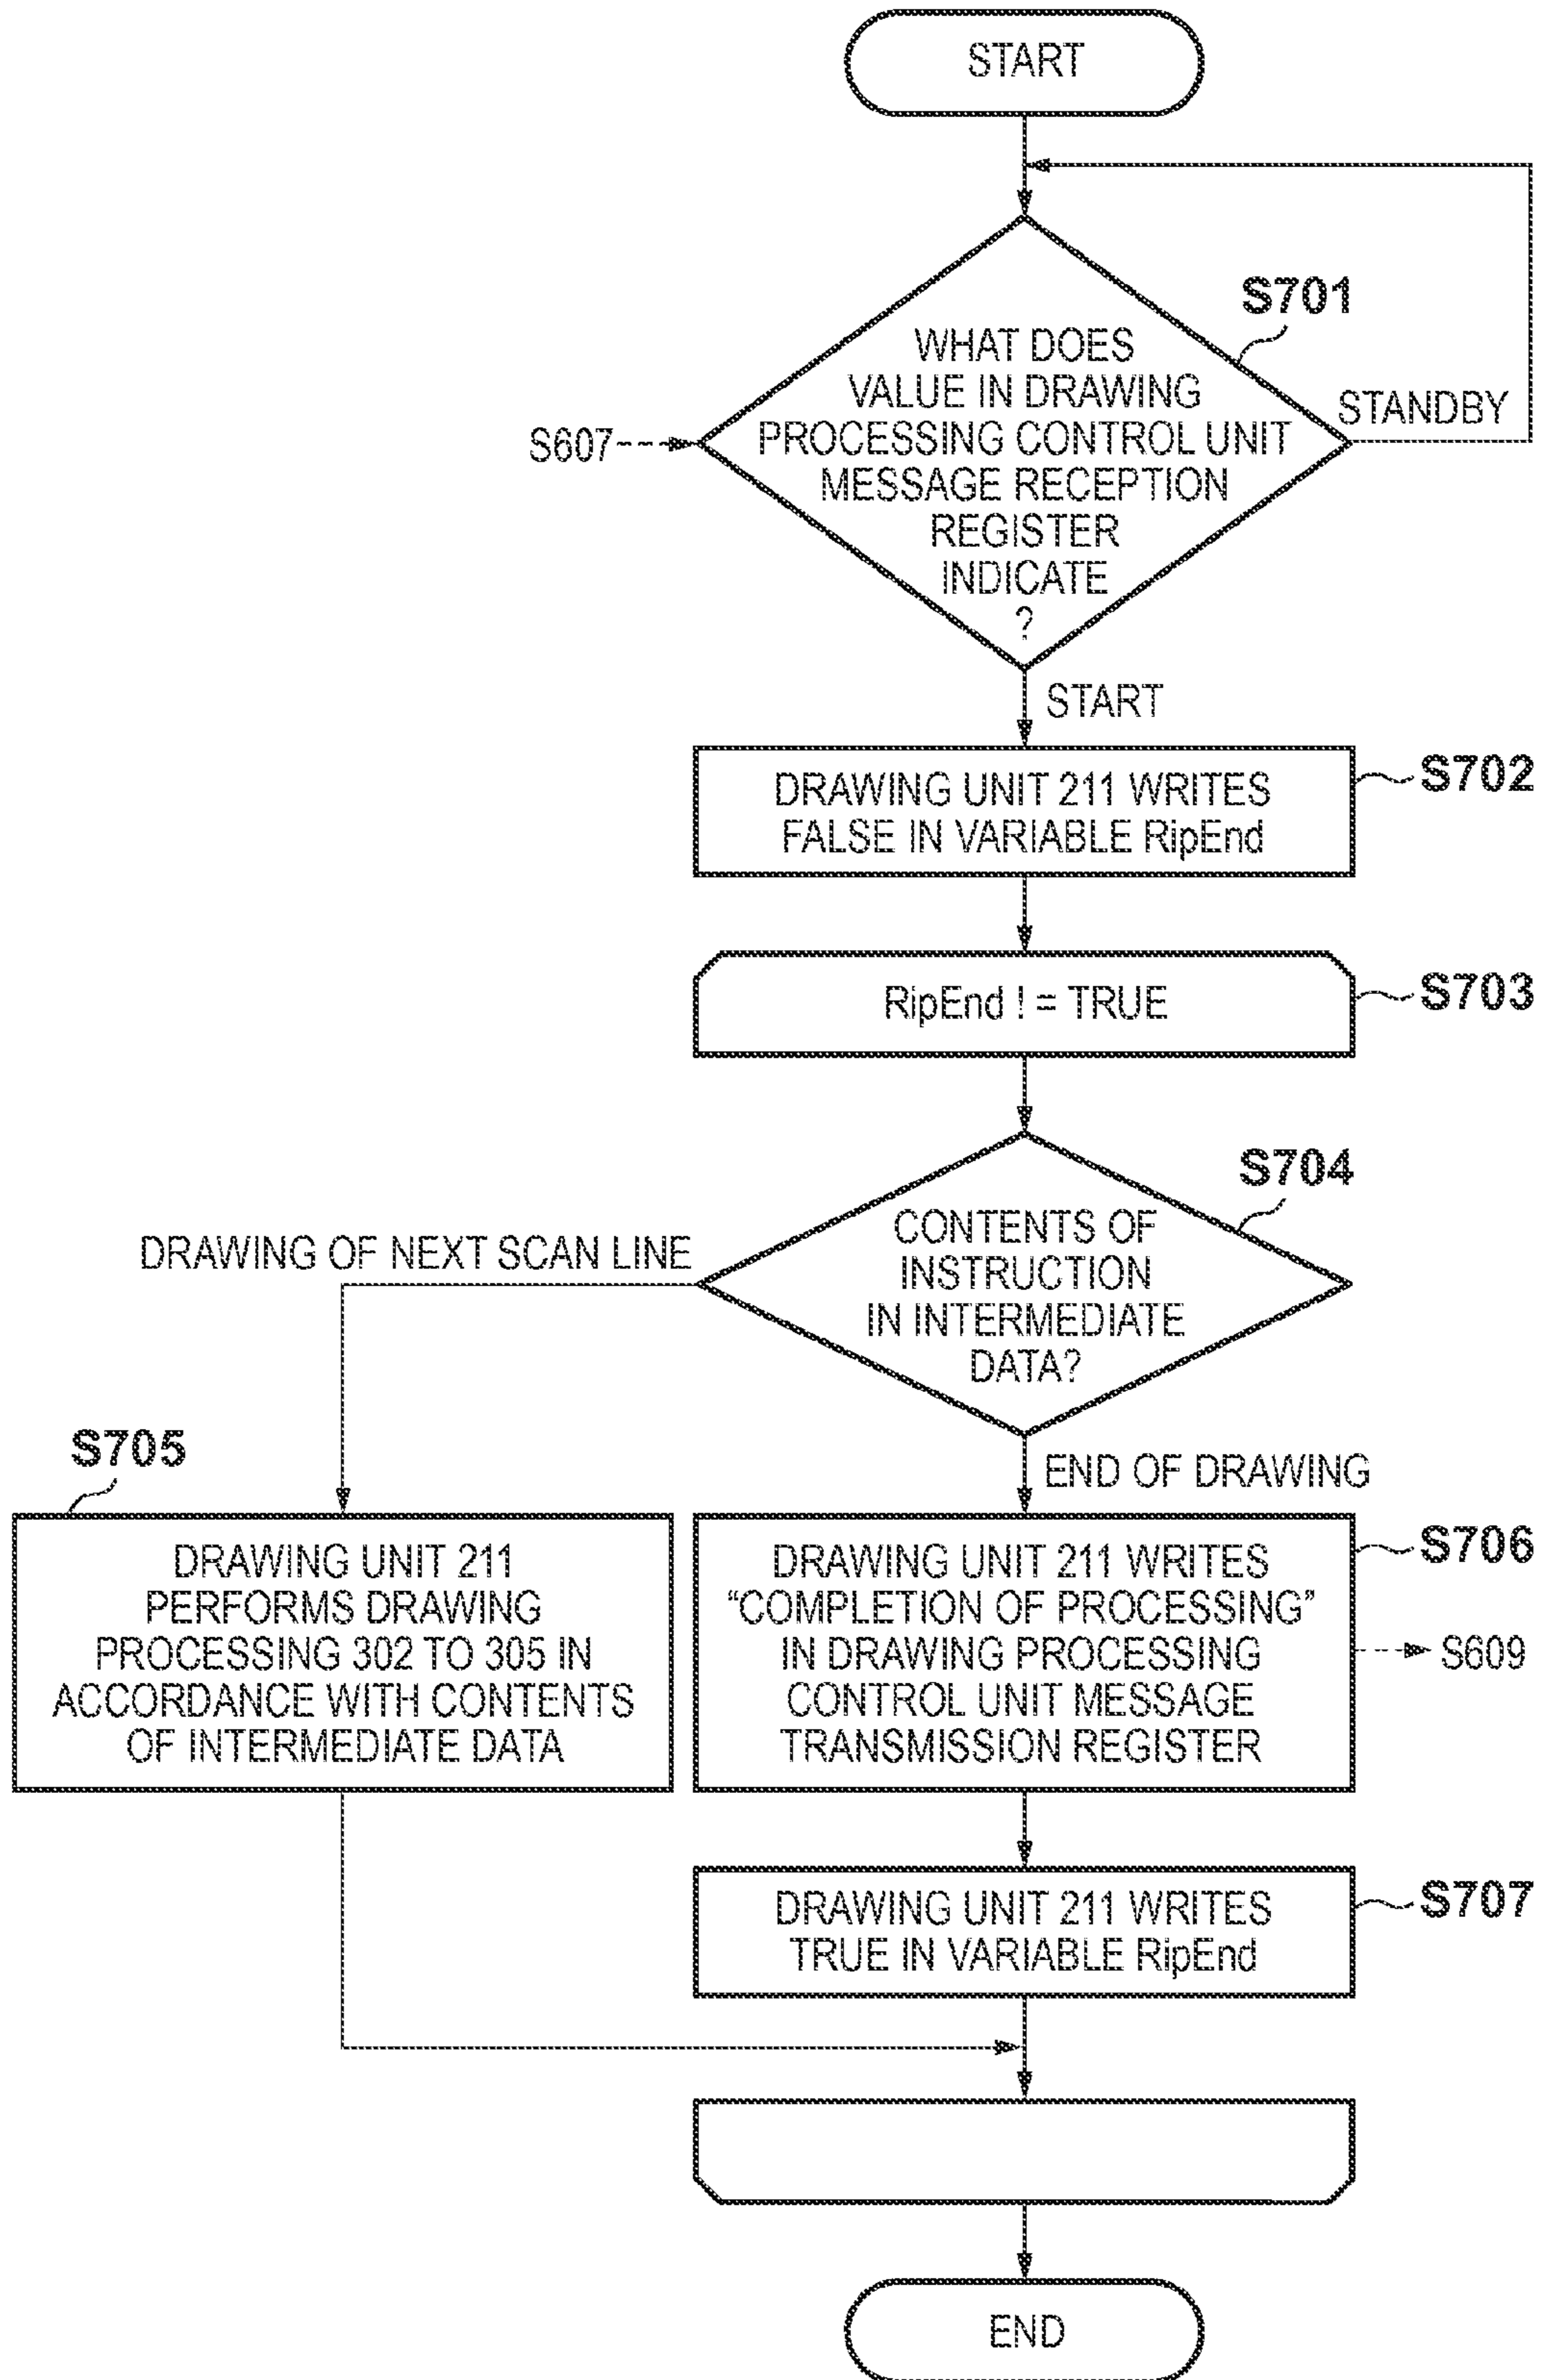 START
S701
WHAT DOES
VALUE IN DRAWING
PROCESSING CONTROL UNIT
MESSAGE RECEPTION
REGISTER
INDICATE
?
STANDBY
S607
START
DRAWING UNIT 211 WRITES
FALSE IN VARIABLE RipEnd
S702
RipEnd ! = TRUE
S703
S704
CONTENTS OF
INSTRUCTION
IN INTERMEDIATE
DATA?
DRAWING OF NEXT SCAN LINE
END OF DRAWING
S705
DRAWING UNIT 211
PERFORMS DRAWING
PROCESSING 302 TO 305 IN
ACCORDANCE WITH CONTENTS
OF INTERMEDIATE DATA
DRAWING UNIT 211 WRITES
“COMPLETION OF PROCESSING”
IN DRAWING PROCESSING
CONTROL UNIT MESSAGE
TRANSMISSION REGISTER
S706
S609
DRAWING UNIT 211 WRITES
TRUE IN VARIABLE RipEnd
S707
END